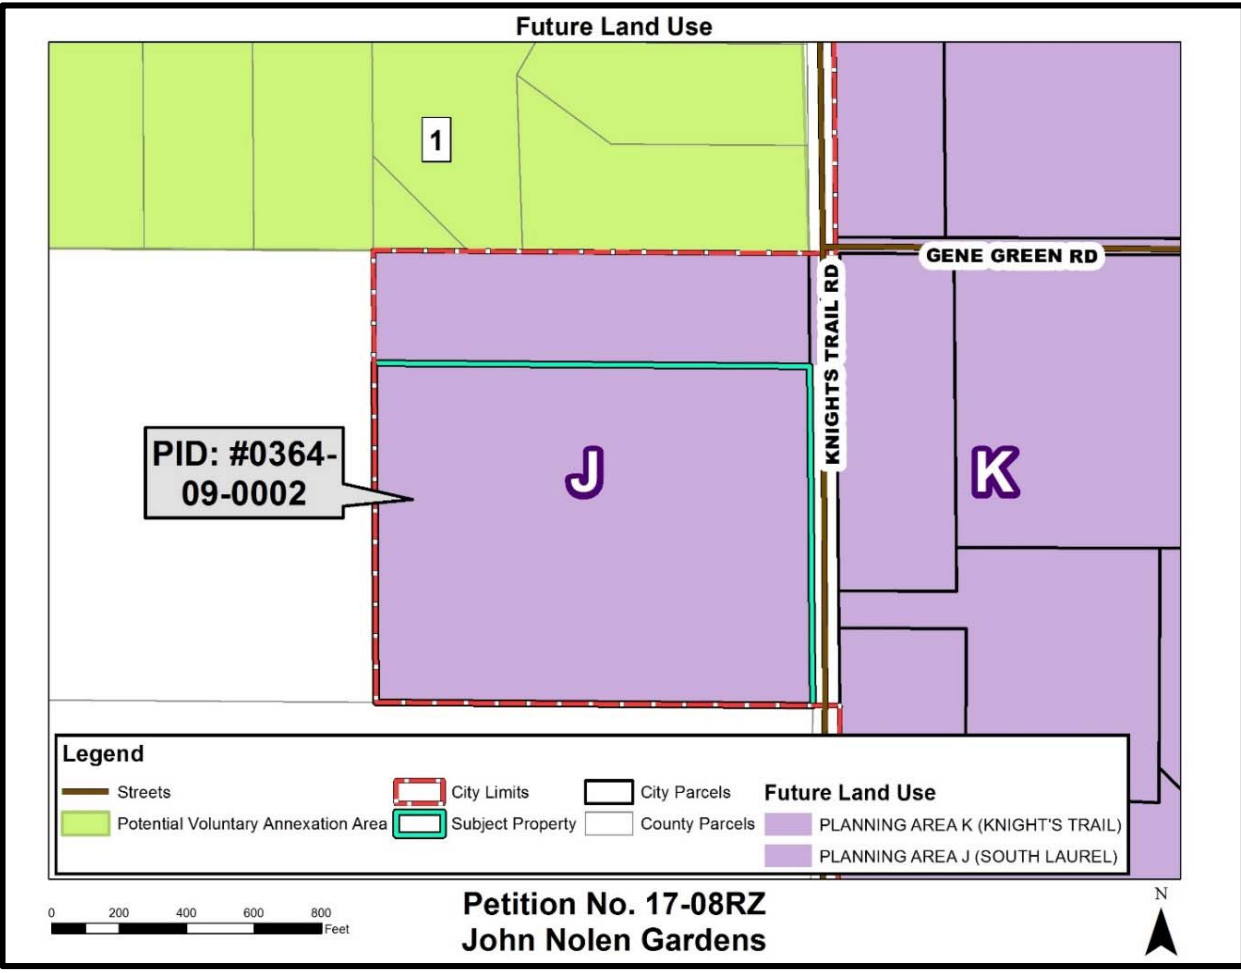 Future Land Use
1
GENE GREEN RD
KNIGHTS TRAIL RD
PID: #0364-
09-0002
J
K
Legend
Streets
Potential Voluntary Annexation Area
City Limits
Subject Property
City Parcels
County Parcels
Future Land Use
PLANNING AREA K (KNIGHT'S TRAIL)
PLANNING AREA J (SOUTH LAUREL)
0 200 400 600 800
Feet
Petition No. 17-08RZ
John Nolen Gardens
N